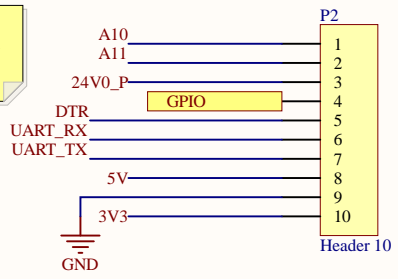 P2
A10 1
A11 2
24V0_P 3
GPIO 4
DTR 5
UART_RX 6
UART_TX 7
5V 8
9
3V3 10
GND
Header 10